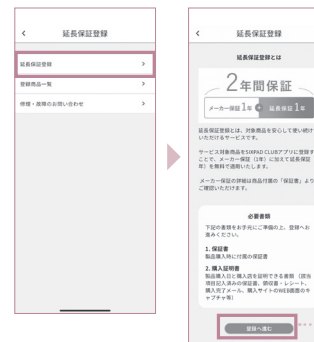 延長保証登録
延長保証登録
登録商品一覧
修理・故障のお問い合わせ
延長保証登録
延長保証登録とは
2年間保証
メーカー保証1年 延長保証1年
延長保証登録とは、対象商品を安心して使い続け
いただけるサービスです。
サービス対象商品をSIXPAD CLUBアプリに登録す
ことで、メーカー保証（1年）に加えて延長保証
年）を無料で適用いたします。
メーカー保証の詳細は商品付属の「保証書」より
ご確認いただけます。
必要書類
下記の書類をお手元にご準備の上、登録へお
進みください。
1. 保証書
製品購入時に付属の保証書
2. 購入証明書
製品購入日と購入店を証明できる書類（該当
項目記入済みの保証書、領収書・レシート、
購入完了メール、購入サイトのWEB画面のキ
ャプチャ等）
登録へ進む